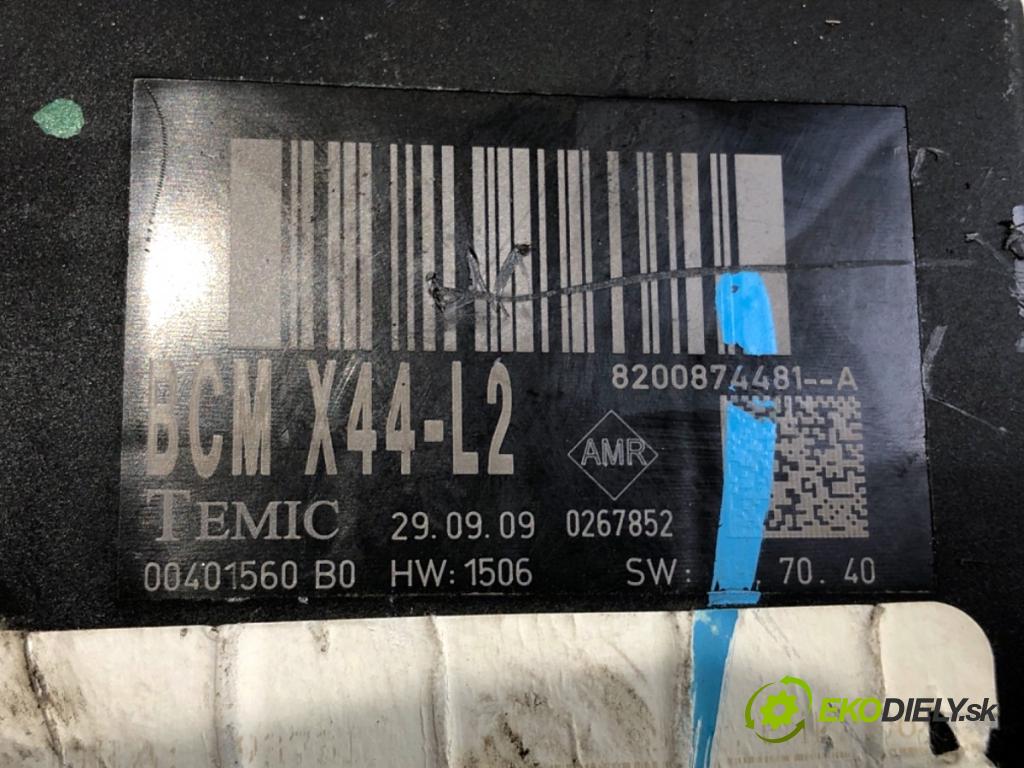 8200874481--A
BCM X44-L2
AMR
TEMIC 29.09.09 0267852
00401560 B0 HW:1506 SW: 70.40
EKODIELY.sk